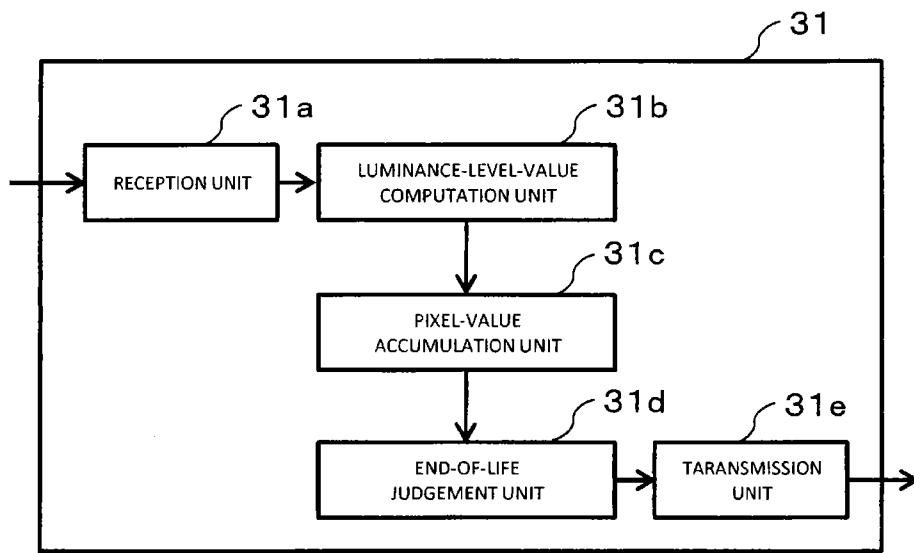 31
31a
RECEPTION UNIT
31b
LUMINANCE-LEVEL-VALUE
COMPUTATION UNIT
31c
PIXEL-VALUE
ACCUMULATION UNIT
31d
END-OF-LIFE
JUDGEMENT UNIT
31e
TARANSMISSION
UNIT